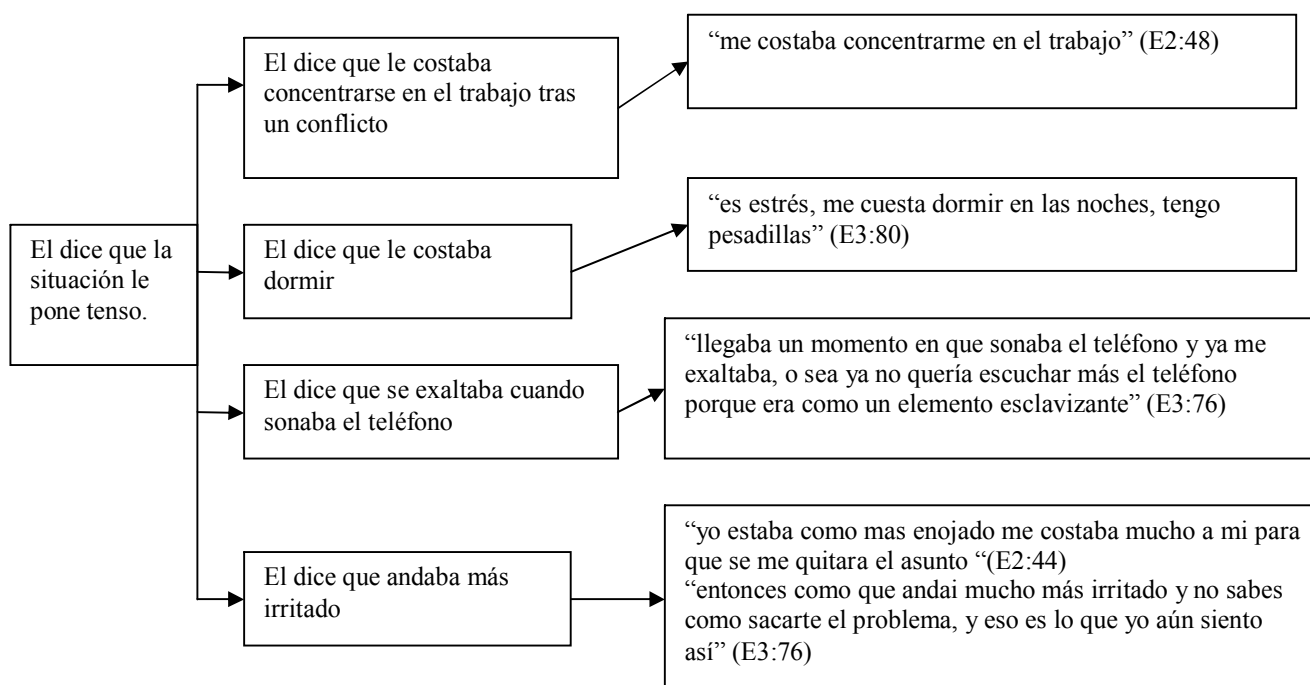 El dice que la
situación le
pone tenso.
El dice que le costaba
concentrarse en el trabajo tras
un conflicto
“me costaba concentrarme en el trabajo” (E2:48)
El dice que le costaba
dormir
“es estrés, me cuesta dormir en las noches, tengo
pesadillas” (E3:80)
El dice que se exaltaba cuando
sonaba el teléfono
“llegaba un momento en que sonaba el teléfono y ya me
exaltaba, o sea ya no quería escuchar más el teléfono
porque era como un elemento esclavizante” (E3:76)
El dice que andaba más
irritado
“yo estaba como mas enojado me costaba mucho a mi para
que se me quitara el asunto “(E2:44)
“entonces como que andai mucho más irritado y no sabes
como sacarte el problema, y eso es lo que yo aún siento
así” (E3:76)